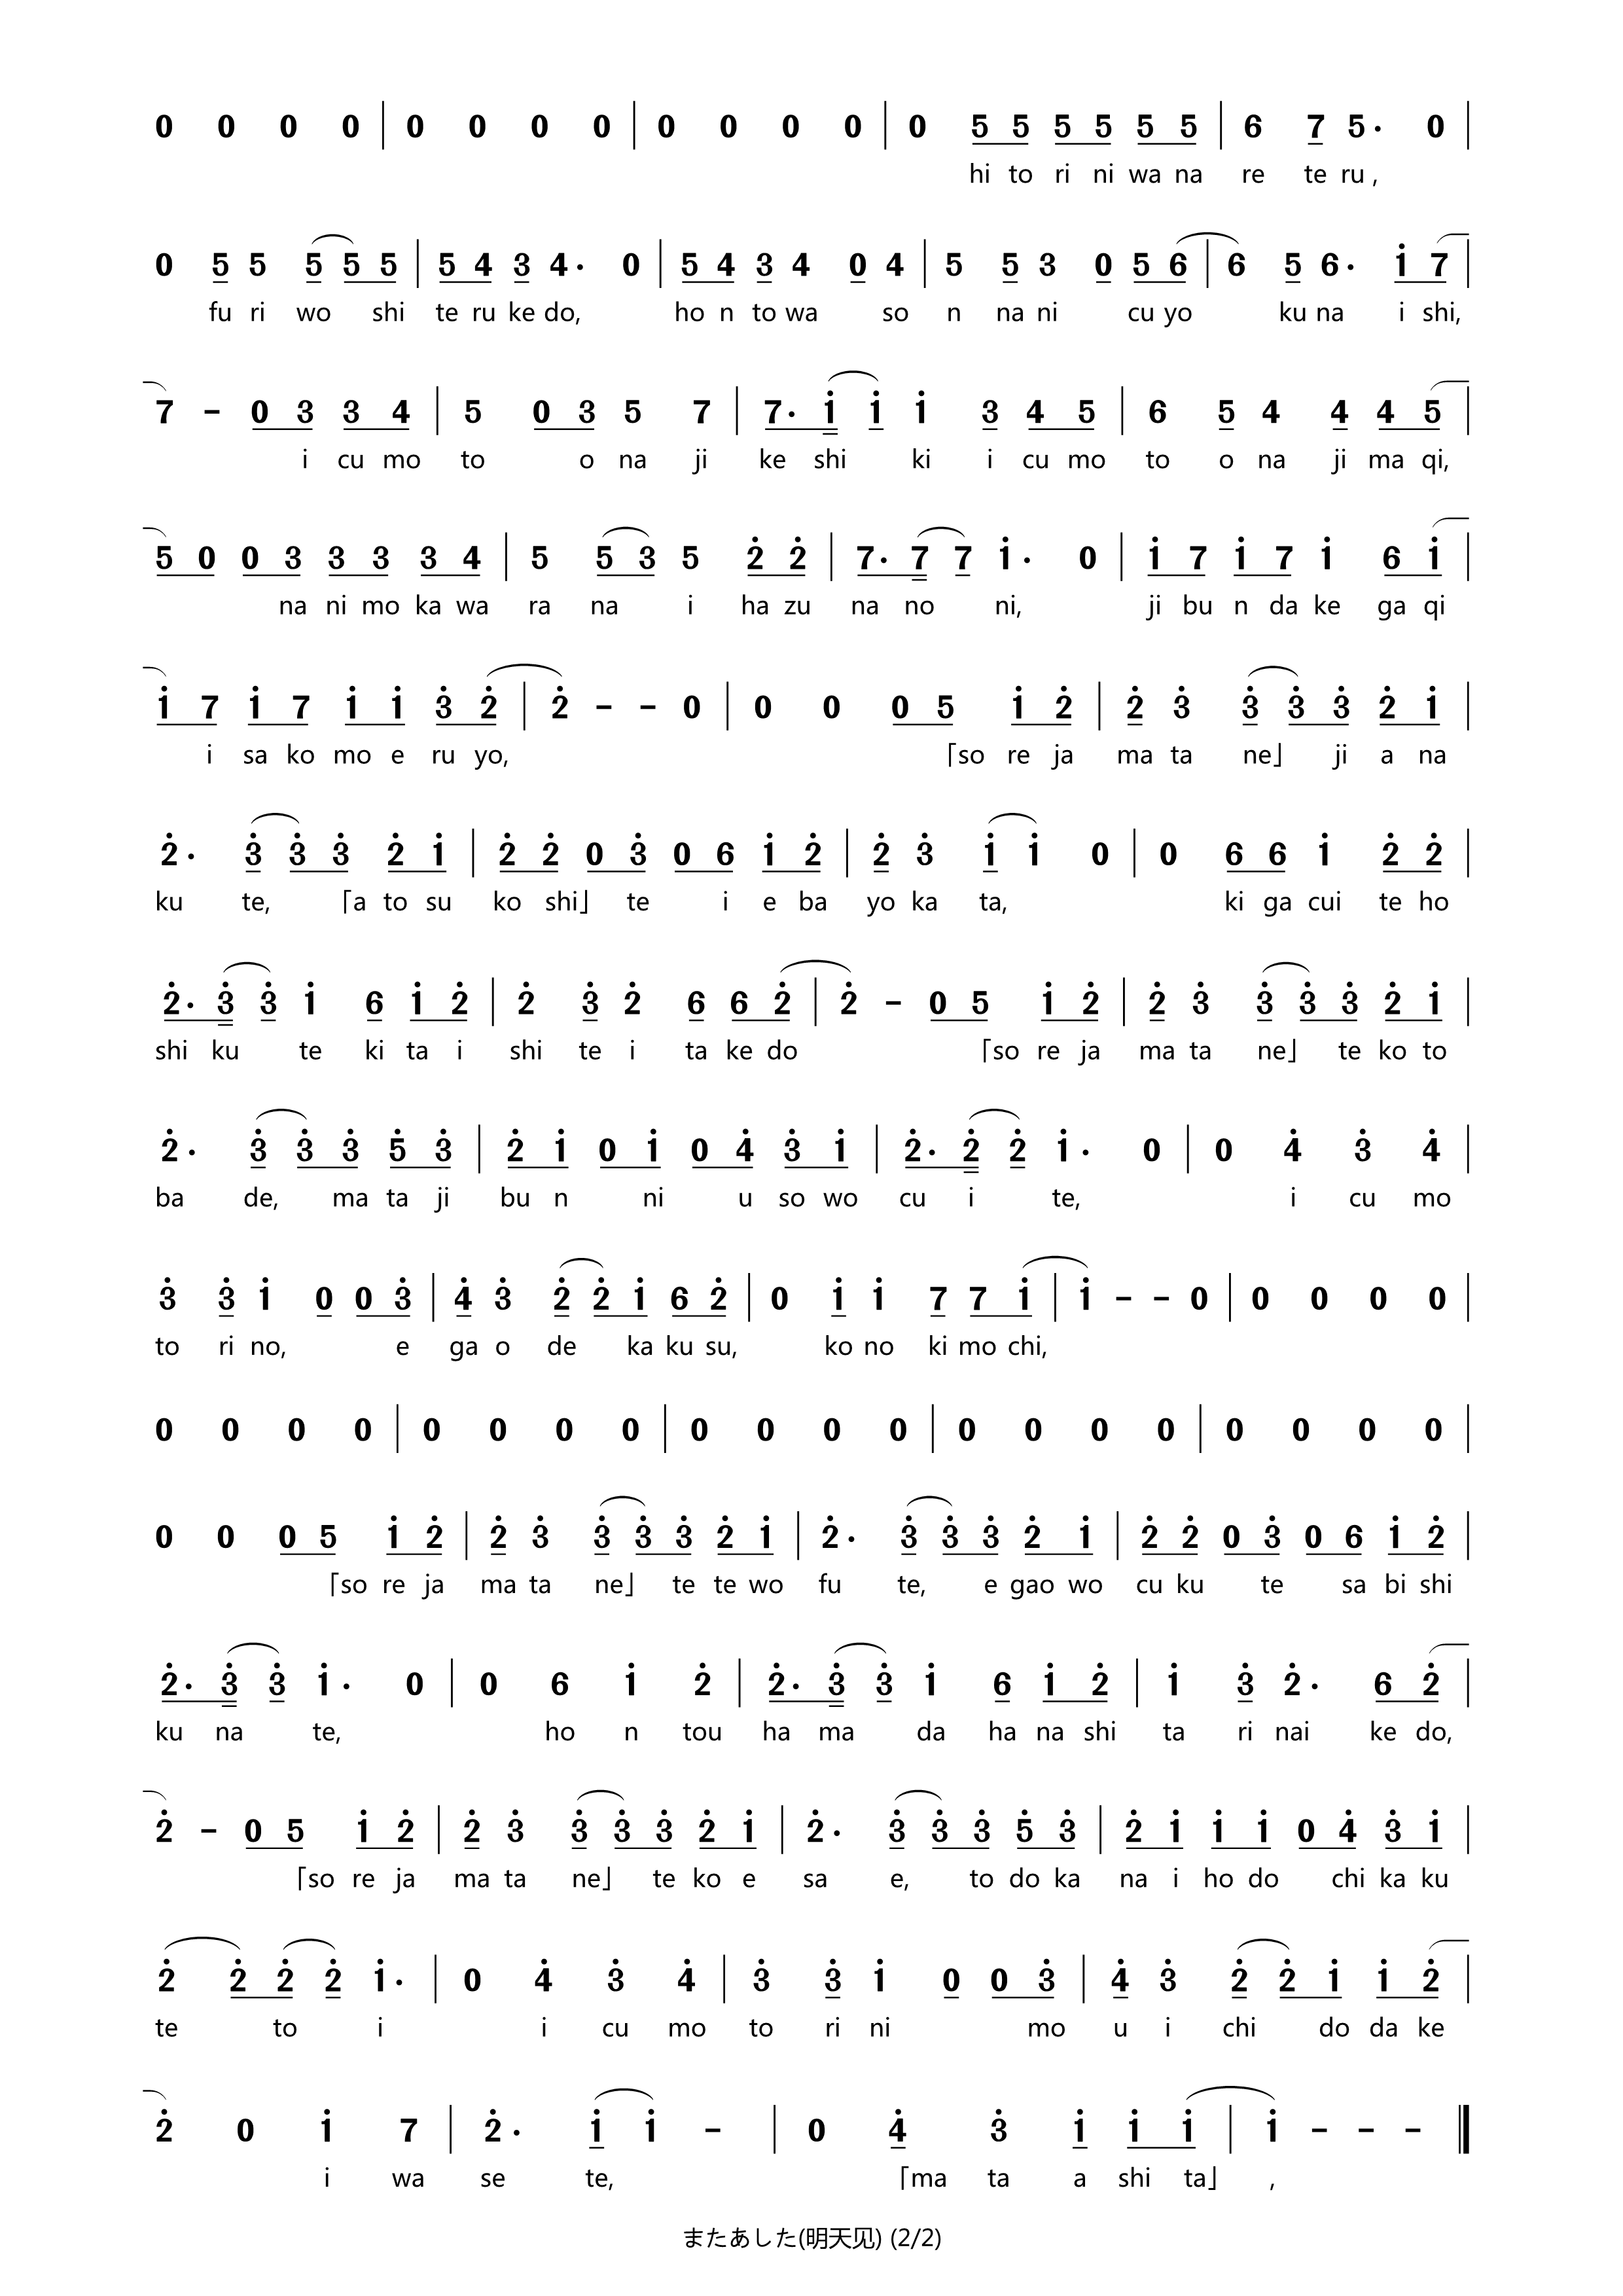 0 0 0 0 | 0 0 0 0 | 0 0 0 0 | 0 5 5 5 5 5 5 | 6 7 5· 0 |
hi to ri ni wa na re te ru ,
0 5 5 5 5 5 | 5 4 3 4· 0 | 5 4 3 4 0 4 | 5 5 3 0 5 6 | 6 5 6· i̇ 7 |
fu ri wo shi te ru ke do, ho n to wa so n na ni cu yo ku na i shi,
7 – 0 3 3 4 | 5 0 3 5 7 | 7· 1̇ 1̇ 1̇ 3 4 5 | 6 5 4 4 4 5 |
i cu mo to o na ji ke shi ki i cu mo to o na ji ma qi,
5 0 0 3 3 3 3 4 | 5 5 3 5 2̇ 2̇ | 7· 7 7 1̇· 0 | 1̇ 7 1̇ 7 1̇ 6 1̇ |
na ni mo ka wa ra na i ha zu na no ni, ji bu n da ke ga qi
1̇ 7 1̇ 7 1̇ 1̇ 3̇ 2̇ | 2̇ – – 0 | 0 0 0 5 1̇ 2̇ | 2̇ 3̇ 3̇ 3̇ 3̇ 2̇ 1̇ |
i sa ko mo e ru yo, 「so re ja ma ta ne」 ji a na
2̇· 3̇ 3̇ 3̇ 2̇ 1̇ | 2̇ 2̇ 0 3̇ 0 6 1̇ 2̇ | 2̇ 3̇ 1̇ 1̇ 0 | 0 6 6 1̇ 2̇ 2̇ |
ku te, 「a to su ko shi」 te i e ba yo ka ta, ki ga cui te ho
2̇· 3̇ 3̇ 1̇ 6 1̇ 2̇ | 2̇ 3̇ 2̇ 6 6 2̇ | 2̇ – 0 5 1̇ 2̇ | 2̇ 3̇ 3̇ 3̇ 3̇ 2̇ 1̇ |
shi ku te ki ta i shi te i ta ke do 「so re ja ma ta ne」 te ko to
2̇· 3̇ 3̇ 3̇ 5̇ 3̇ | 2̇ 1̇ 0 1̇ 0 4̇ 3̇ 1̇ | 2̇· 2̇ 2̇ 1̇· 0 | 0 4̇ 3̇ 4̇ |
ba de, ma ta ji bu n ni u so wo cu i te, i cu mo
3̇ 3̇ 1̇ 0 0 3̇ | 4̇ 3̇ 2̇ 2̇ 1̇ 6 2̇ | 0 1̇ 1̇ 7 7 1̇ | 1̇ – – 0 | 0 0 0 0 |
to ri no, e ga o de ka ku su, ko no ki mo chi,
0 0 0 0 | 0 0 0 0 | 0 0 0 0 | 0 0 0 0 | 0 0 0 0 |
0 0 0 5 1̇ 2̇ | 2̇ 3̇ 3̇ 3̇ 3̇ 2̇ 1̇ | 2̇· 3̇ 3̇ 3̇ 2̇ 1̇ | 2̇ 2̇ 0 3̇ 0 6 1̇ 2̇ |
「so re ja ma ta ne」 te te wo fu te, e gao wo cu ku te sa bi shi
2̇· 3̇ 3̇ 1̇· 0 | 0 6 1̇ 2̇ | 2̇· 3̇ 3̇ 1̇ 6 1̇ 2̇ | 1̇ 3̇ 2̇· 6 2̇ |
ku na te, ho n tou ha ma da ha na shi ta ri nai ke do,
2̇ – 0 5 1̇ 2̇ | 2̇ 3̇ 3̇ 3̇ 3̇ 2̇ 1̇ | 2̇· 3̇ 3̇ 3̇ 5̇ 3̇ | 2̇ 1̇ 1̇ 1̇ 0 4̇ 3̇ 1̇ |
「so re ja ma ta ne」 te ko e sa e, to do ka na i ho do chi ka ku
2̇ 2̇ 2̇ 2̇ 1̇· | 0 4̇ 3̇ 4̇ | 3̇ 3̇ 1̇ 0 0 3̇ | 4̇ 3̇ 2̇ 2̇ 1̇ 1̇ 2̇ |
te to i i cu mo to ri ni mo u i chi do da ke
2̇ 0 1̇ 7 | 2̇· 1̇ 1̇ – | 0 4̇ 3̇ 1̇ 1̇ 1̇ | 1̇ – – – ‖
i wa se te, 「ma ta a shi ta」 ,
またあした(明天见) (2/2)